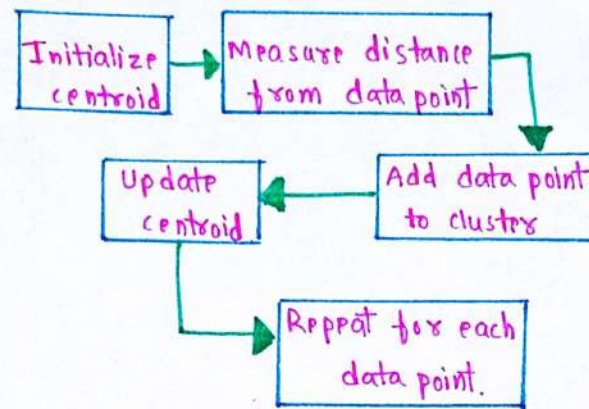 Initialize
centroid
Measure distance
from data point
Add data point
to cluster
Update
centroid
Repeat for each
data point.